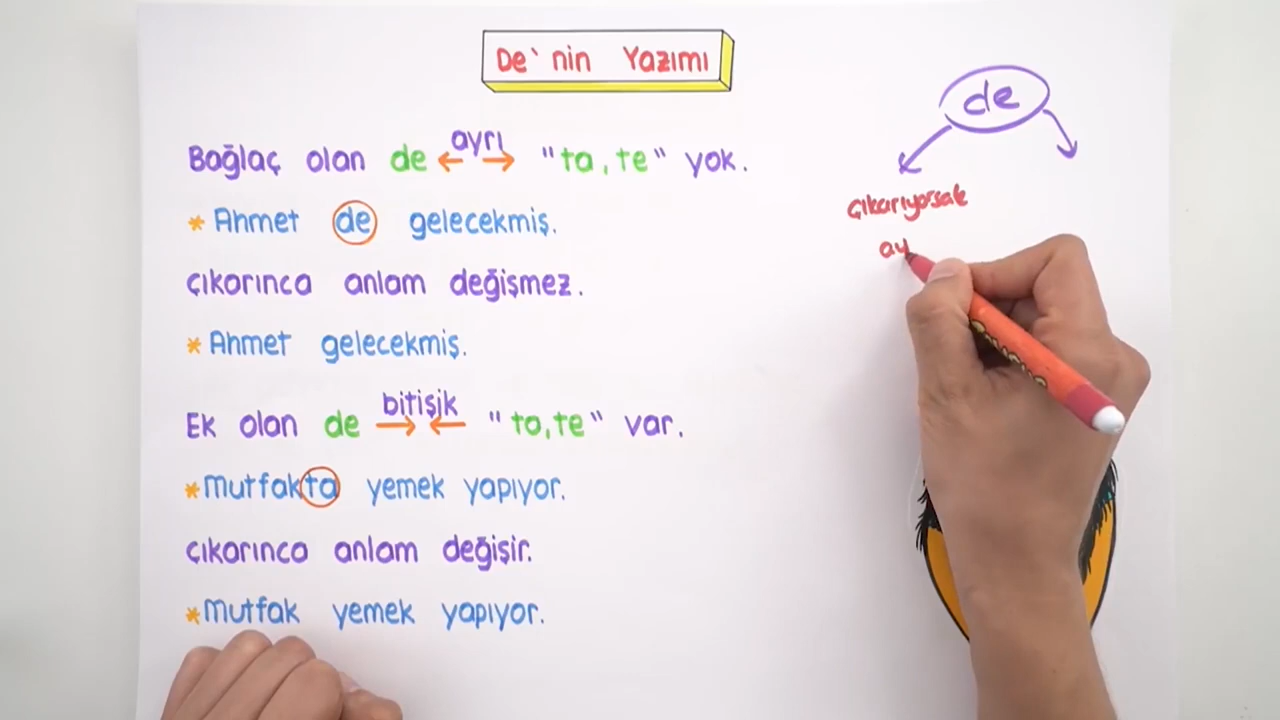 De'nin Yazımı
Bağlaç olan de ayrı "ta, te" yok.
* Ahmet de gelecekmiş.
Çıkarınca anlam değişmez.
* Ahmet gelecekmiş.
Ek olan de bitişik "ta, te" var.
* Mutfakta yemek yapıyor.
Çıkarınca anlam değişir.
* Mutfak yemek yapıyor.
de
çıkarıyorsak
ay